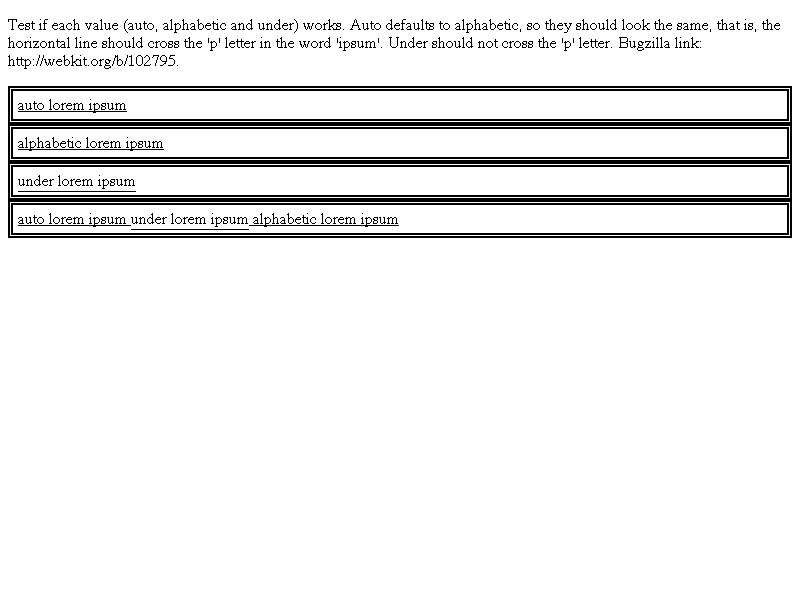 Test if each value (auto, alphabetic and under) works. Auto defaults to alphabetic, so they should look the same, that is, the
horizontal line should cross the 'p' letter in the word 'ipsum'. Under should not cross the 'p' letter. Bugzilla link:
http://webkit.org/b/102795.
auto lorem ipsum
alphabetic lorem ipsum
under lorem ipsum
auto lorem ipsum under lorem ipsum alphabetic lorem ipsum